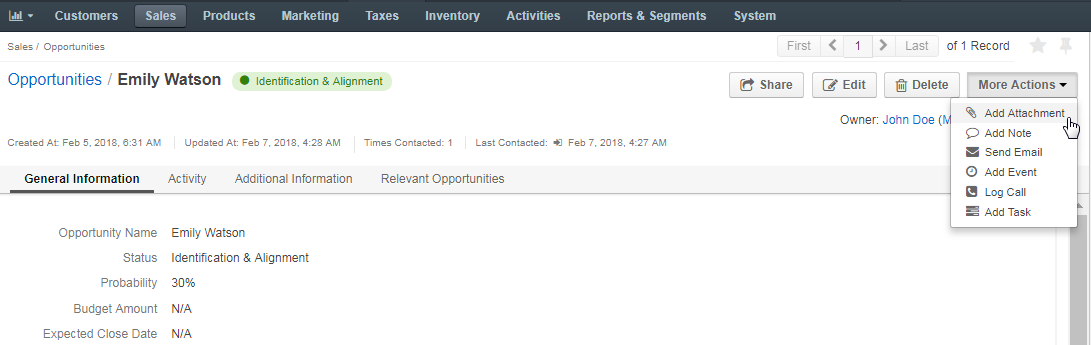 Customers Sales Products Marketing Taxes Inventory Activities Reports & Segments System
Sales / Opportunities First 1 Last of 1 Record
Opportunities / Emily Watson Identification & Alignment Share Edit Delete More Actions
Owner: John Doe (M
Add Attachment
Add Note
Created At: Feb 5, 2018, 6:31 AM Updated At: Feb 7, 2018, 4:28 AM Times Contacted: 1 Last Contacted: Feb 7, 2018, 4:27 AM
Send Email
Add Event
Log Call
Add Task
General Information Activity Additional Information Relevant Opportunities
Opportunity Name Emily Watson
Status Identification & Alignment
Probability 30%
Budget Amount N/A
Expected Close Date N/A